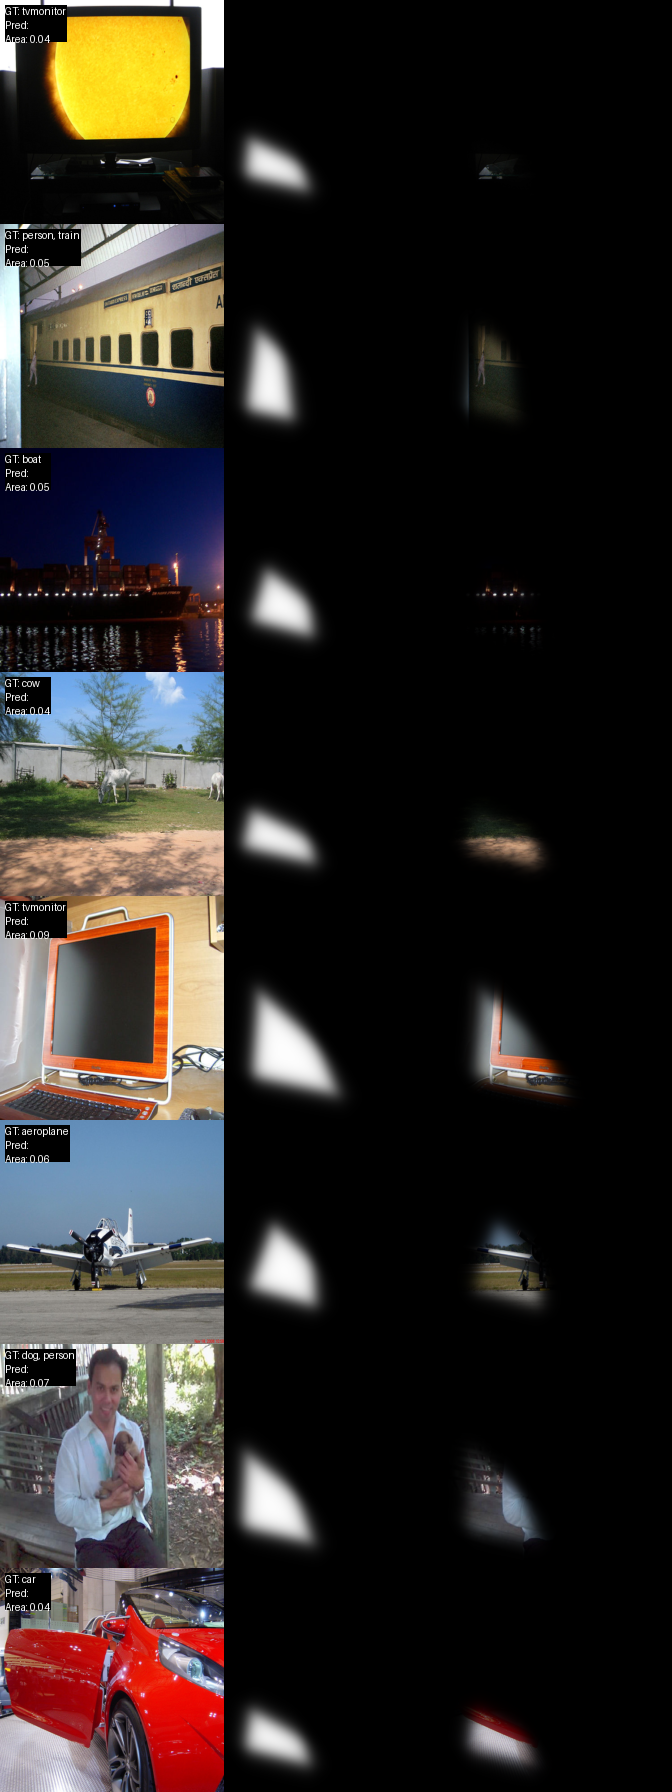 GT: tvmonitor
Pred:
Area: 0.04
GT: person, train
Pred:
Area: 0.05
GT: boat
Pred:
Area: 0.05
GT: cow
Pred:
Area: 0.04
GT: tvmonitor
Pred:
Area: 0.09
GT: aeroplane
Pred:
Area: 0.06
GT: dog, person
Pred:
Area: 0.07
GT: car
Pred:
Area: 0.04